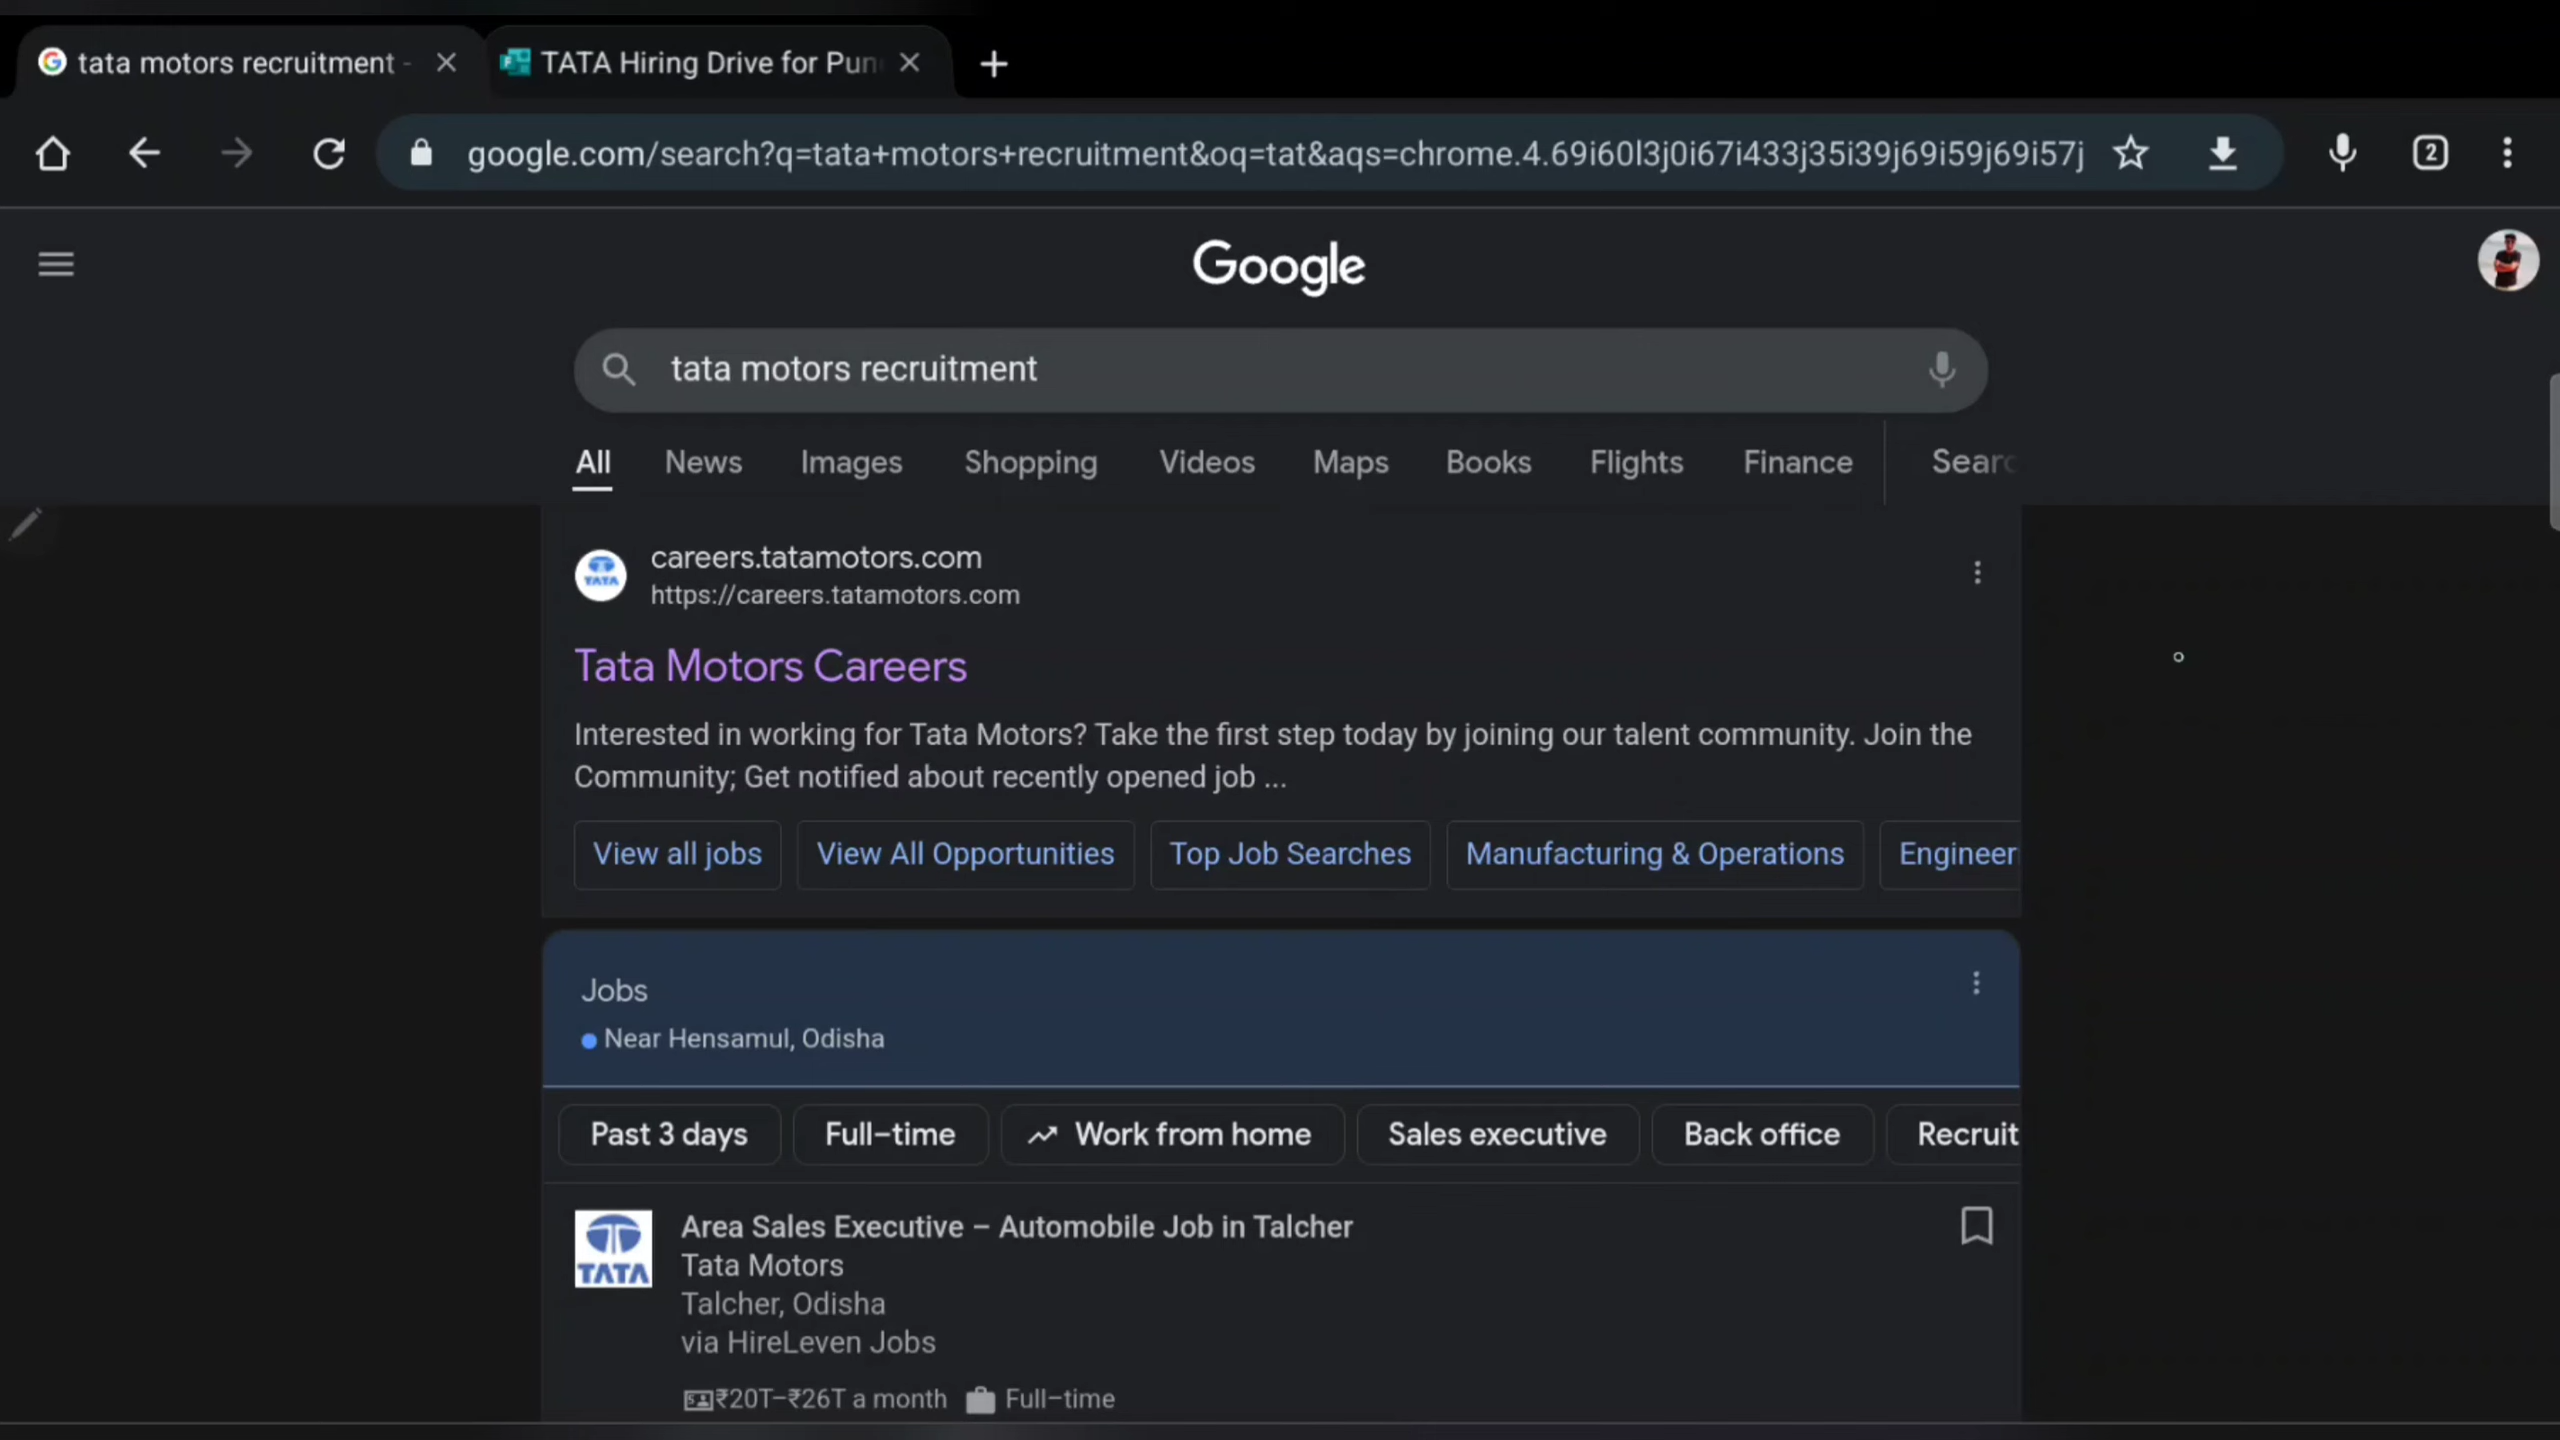 tata motors recruitment -
TATA Hiring Drive for Pun
google.com/search?q=tata+motors+recruitment&oq=tat&aqs=chrome.4.69i60l3j0i67i433j35i39j69i59j69i57j
2
Google
tata motors recruitment
All News Images Shopping Videos Maps Books Flights Finance Searc
TATA
careers.tatamotors.com
https://careers.tatamotors.com
Tata Motors Careers
Interested in working for Tata Motors? Take the first step today by joining our talent community. Join the
Community; Get notified about recently opened job ...
View all jobs View All Opportunities Top Job Searches Manufacturing & Operations Engineer
Jobs
Near Hensamul, Odisha
Past 3 days Full-time Work from home Sales executive Back office Recruit
TATA
Area Sales Executive – Automobile Job in Talcher
Tata Motors
Talcher, Odisha
via HireLeven Jobs
₹20T–₹26T a month Full-time